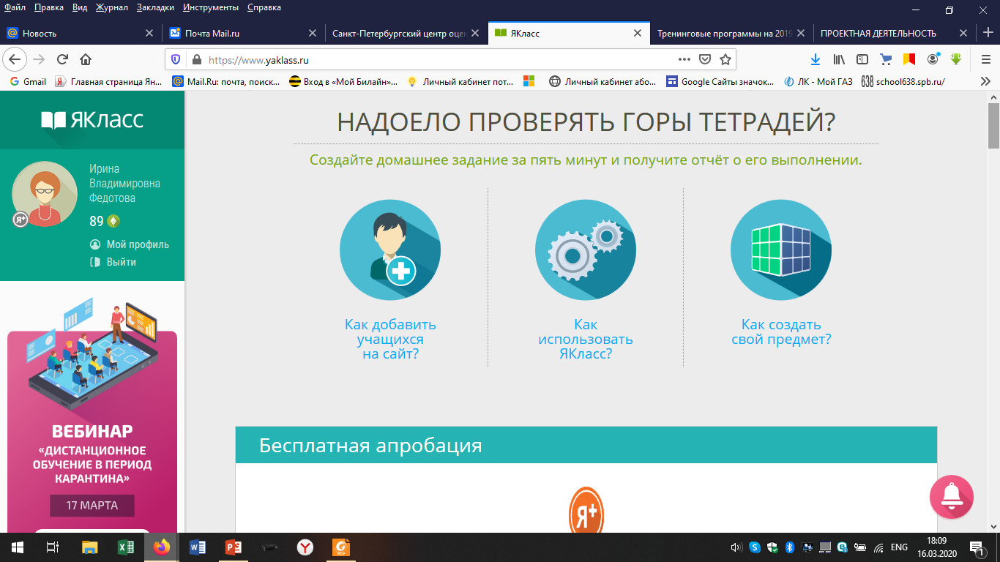 Файл Правка Вид Журнал Закладки Инструменты Справка
Новость
Почта Mail.ru
Санкт-Петербургский центр оцен
ЯКласс
Тренинговые программы на 2019
ПРОЕКТНАЯ ДЕЯТЕЛЬНОСТЬ
https://www.yaklass.ru
Gmail
Главная страница Ян...
Mail.Ru: почта, поиск...
Вход в «Мой Билайн»...
Личный кабинет пот...
Личный кабинет або...
Google Сайты значок...
ЛК - Мой ГАЗ
school638.spb.ru/
ЯКласс
Ирина
Владимировна
Федотова
Я+
89
Мой профиль
Выйти
ВЕБИНАР
«ДИСТАНЦИОННОЕ
ОБУЧЕНИЕ В ПЕРИОД
КАРАНТИНА»
17 МАРТА
НАДОЕЛО ПРОВЕРЯТЬ ГОРЫ ТЕТРАДЕЙ?
Создайте домашнее задание за пять минут и получите отчёт о его выполнении.
Как добавить
учащихся
на сайт?
Как
использовать
ЯКласс?
Как создать
свой предмет?
Бесплатная апробация
Я+
ENG
18:09
16.03.2020
1